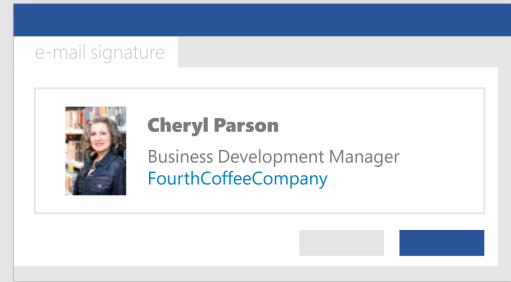 e-mail signature
Cheryl Parson
Business Development Manager
FourthCoffeeCompany